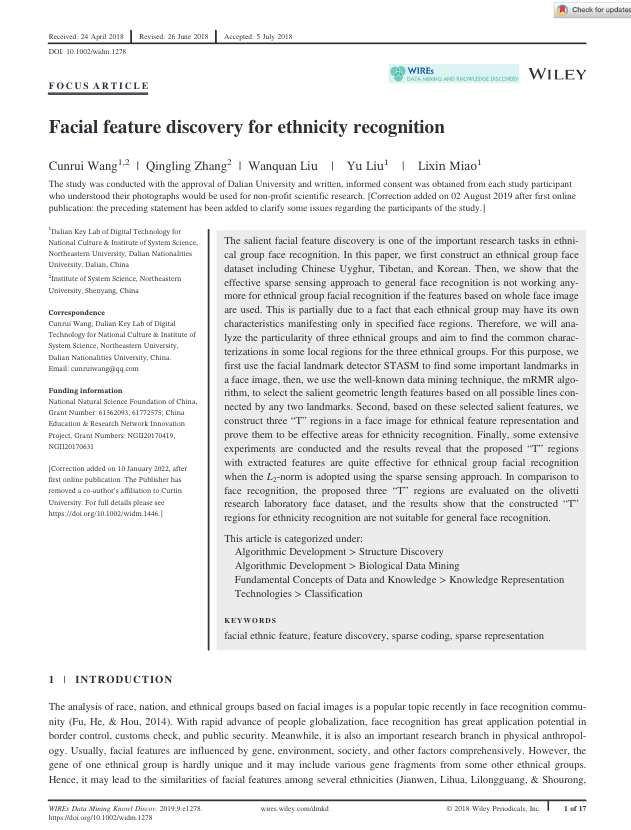 Check for updates
Received: 24 April 2018 | Revised: 26 June 2018 | Accepted: 5 July 2018
DOI: 10.1002/widm.1278
WIREs
DATA MINING AND KNOWLEDGE DISCOVERY
WILEY
FOCUS ARTICLE
Facial feature discovery for ethnicity recognition
Cunrui Wang1,2 | Qingling Zhang2 | Wanquan Liu | Yu Liu1 | Lixin Miao1
The study was conducted with the approval of Dalian University and written, informed consent was obtained from each study participant
who understood their photographs would be used for non-profit scientific research. [Correction added on 02 August 2019 after first online
publication: the preceding statement has been added to clarify some issues regarding the participants of the study.]
1Dalian Key Lab of Digital Technology for
National Culture & Institute of System Science,
Northeastern University, Dalian Nationalities
University, Dalian, China
2Institute of System Science, Northeastern
University, Shenyang, China
Correspondence
Cunrui Wang, Dalian Key Lab of Digital
Technology for National Culture & Institute of
System Science, Northeastern University,
Dalian Nationalities University, China.
Email: cunruiwang@qq.com
Funding information
National Natural Science Foundation of China,
Grant Number: 61562093, 61772575; China
Education & Research Network Innovation
Project, Grant Numbers: NGII20170419,
NGII20170631
[Correction added on 10 January 2022, after
first online publication: The Publisher has
removed a co-author's affiliation to Curtin
University. For full details please see
https://doi.org/10.1002/widm.1446.]
The salient facial feature discovery is one of the important research tasks in ethni-
cal group face recognition. In this paper, we first construct an ethnical group face
dataset including Chinese Uyghur, Tibetan, and Korean. Then, we show that the
effective sparse sensing approach to general face recognition is not working any-
more for ethnical group facial recognition if the features based on whole face image
are used. This is partially due to a fact that each ethnical group may have its own
characteristics manifesting only in specified face regions. Therefore, we will ana-
lyze the particularity of three ethnical groups and aim to find the common charac-
terizations in some local regions for the three ethnical groups. For this purpose, we
first use the facial landmark detector STASM to find some important landmarks in
a face image, then, we use the well-known data mining technique, the mRMR algo-
rithm, to select the salient geometric length features based on all possible lines con-
nected by any two landmarks. Second, based on these selected salient features, we
construct three “T” regions in a face image for ethnical feature representation and
prove them to be effective areas for ethnicity recognition. Finally, some extensive
experiments are conducted and the results reveal that the proposed “T” regions
with extracted features are quite effective for ethnical group facial recognition
when the L2-norm is adopted using the sparse sensing approach. In comparison to
face recognition, the proposed three “T” regions are evaluated on the olivetti
research laboratory face dataset, and the results show that the constructed “T”
regions for ethnicity recognition are not suitable for general face recognition.
This article is categorized under:
Algorithmic Development > Structure Discovery
Algorithmic Development > Biological Data Mining
Fundamental Concepts of Data and Knowledge > Knowledge Representation
Technologies > Classification
KEYWORDS
facial ethnic feature, feature discovery, sparse coding, sparse representation
1 | INTRODUCTION
The analysis of race, nation, and ethnical groups based on facial images is a popular topic recently in face recognition commu-
nity (Fu, He, & Hou, 2014). With rapid advance of people globalization, face recognition has great application potential in
border control, customs check, and public security. Meanwhile, it is also an important research branch in physical anthropol-
ogy. Usually, facial features are influenced by gene, environment, society, and other factors comprehensively. However, the
gene of one ethnical group is hardly unique and it may include various gene fragments from some other ethnical groups.
Hence, it may lead to the similarities of facial features among several ethnicities (Jianwen, Lihua, Lilongguang, & Shourong,
WIREs Data Mining Knowl Discov. 2019;9:e1278.
https://doi.org/10.1002/widm.1278
wires.wiley.com/dmkd
© 2018 Wiley Periodicals, Inc.
1 of 17